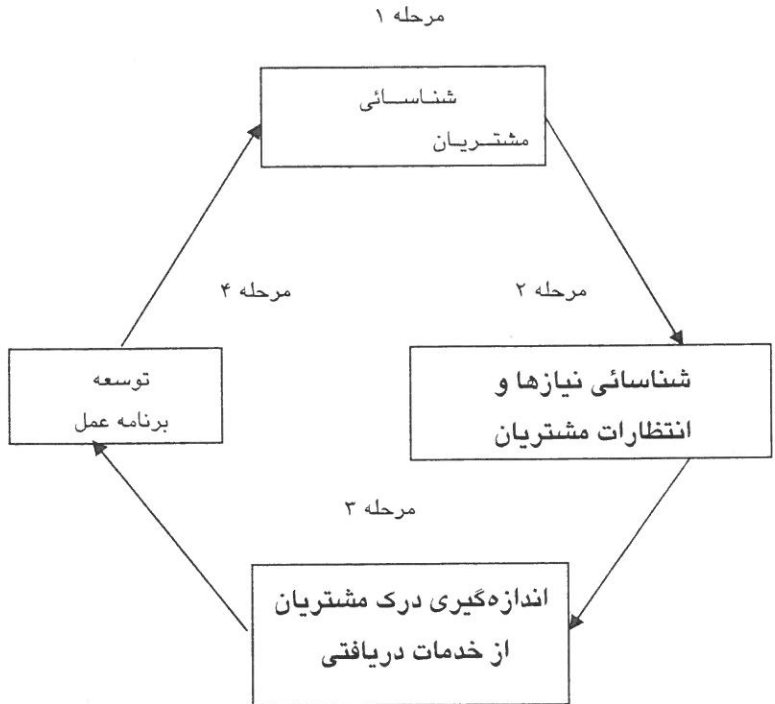 مرحله ۱
شناسائی
مشتریان
مرحله ۲
مرحله ۴
شناسائی نیازها و
انتظارات مشتریان
توسعه
برنامه عمل
مرحله ۳
اندازه‌گیری درک مشتریان
از خدمات دریافتی